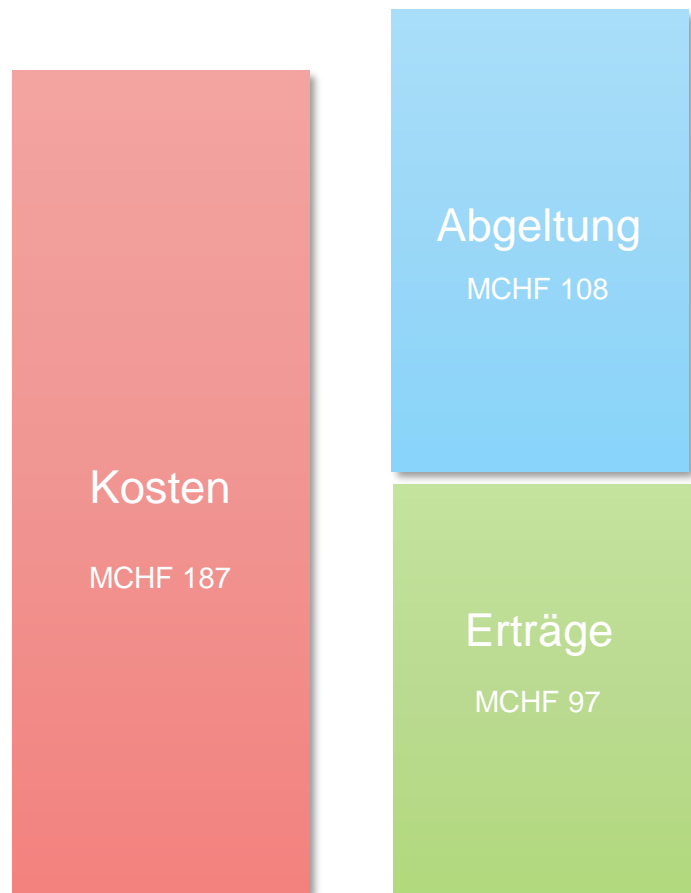 Kosten
MCHF 187
Abgeltung
MCHF 108
Erträge
MCHF 97